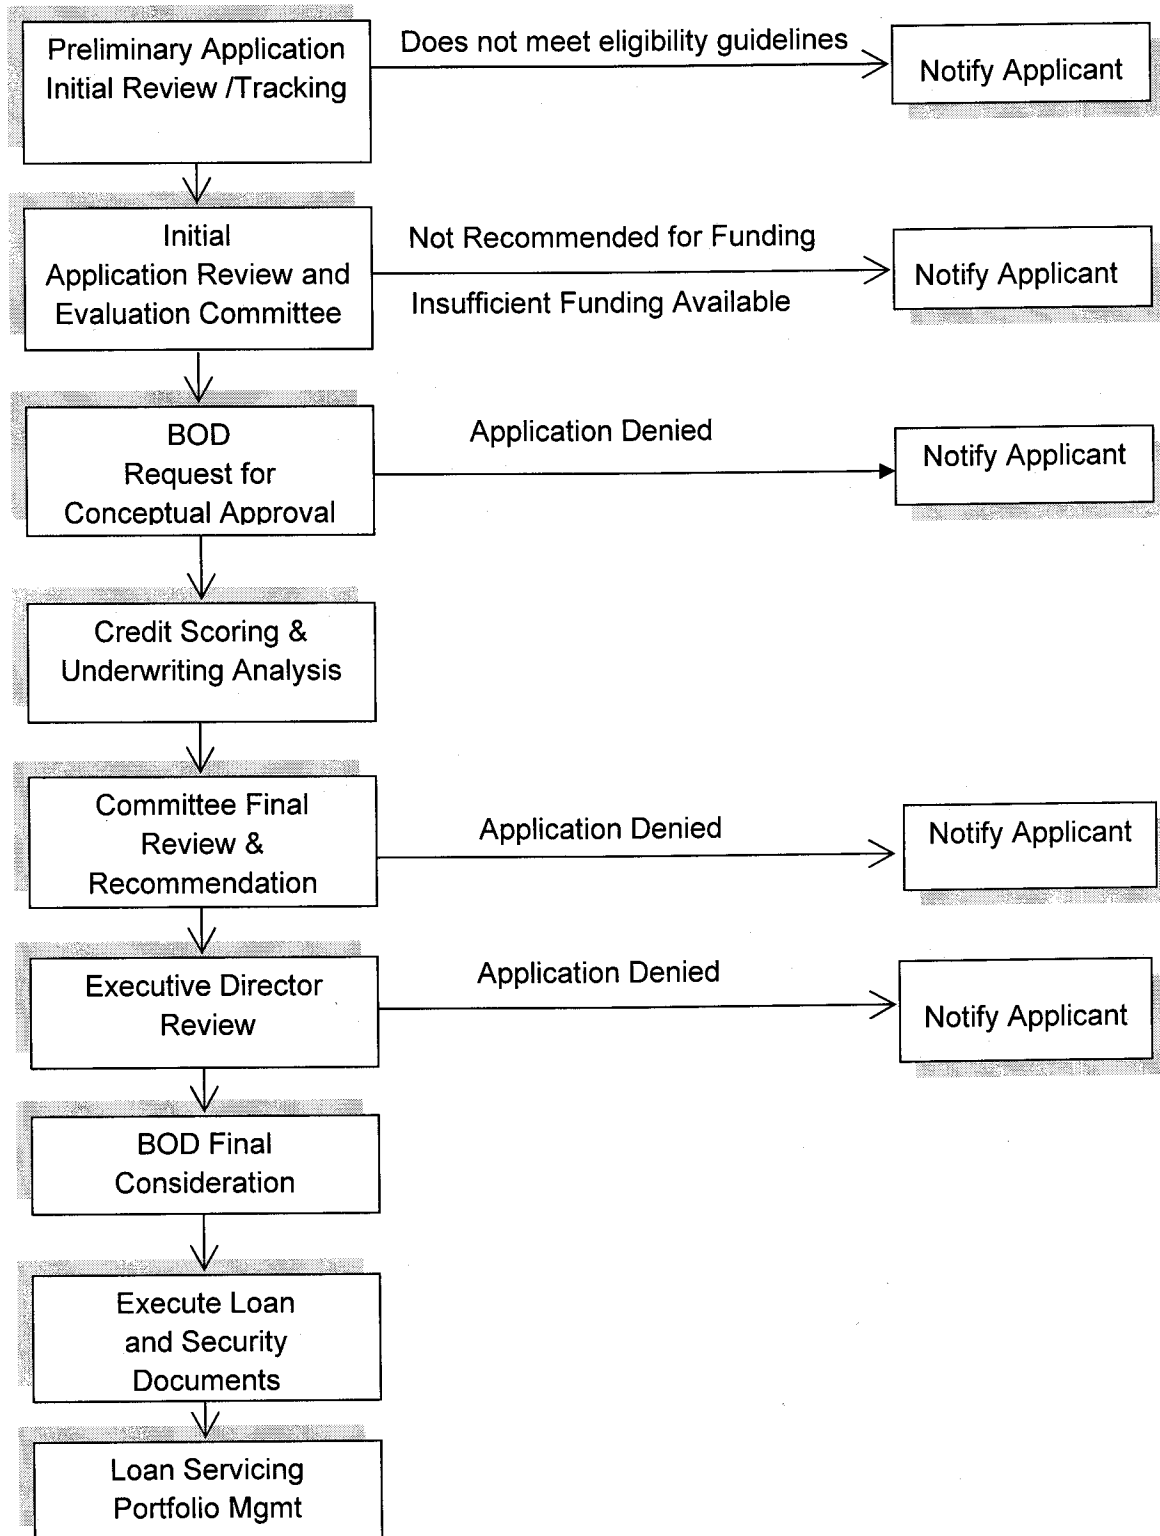 Preliminary Application
Initial Review /Tracking
Does not meet eligibility guidelines
Notify Applicant
Initial
Application Review and
Evaluation Committee
Not Recommended for Funding
Insufficient Funding Available
Notify Applicant
BOD
Request for
Conceptual Approval
Application Denied
Notify Applicant
Credit Scoring &
Underwriting Analysis
Committee Final
Review &
Recommendation
Application Denied
Notify Applicant
Executive Director
Review
Application Denied
Notify Applicant
BOD Final
Consideration
Execute Loan
and Security
Documents
Loan Servicing
Portfolio Mgmt